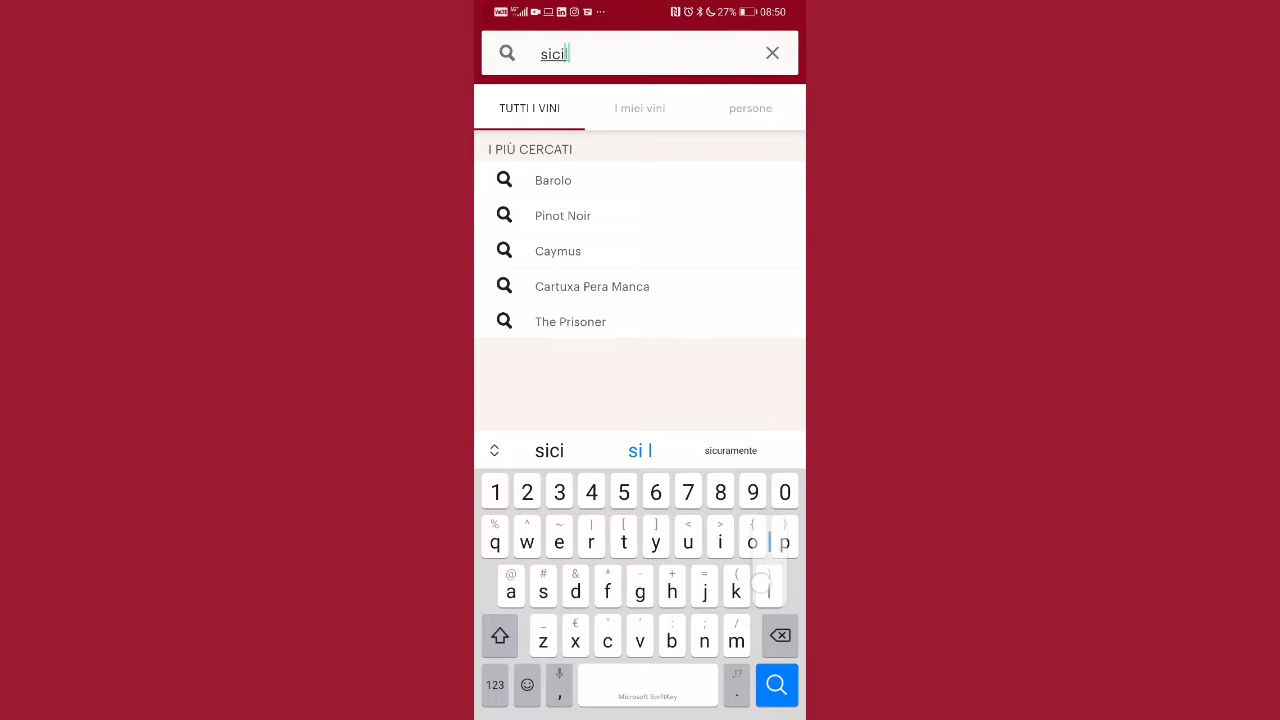 27% 08:50
sicil
TUTTI I VINI I miei vini persone
I PIÙ CERCATI
Barolo
Pinot Noir
Caymus
Cartuxa Pera Manca
The Prisoner
sici si l sicuramente
1 2 3 4 5 6 7 8 9 0
% ^ ~ | [ ] < > { }
q w e r t y u i o p
@ # & * - + = ( )
a s d f g h j k l
_ € " ' : ; /
z x c v b n m
123 , ,!? .
Microsoft SwiftKey